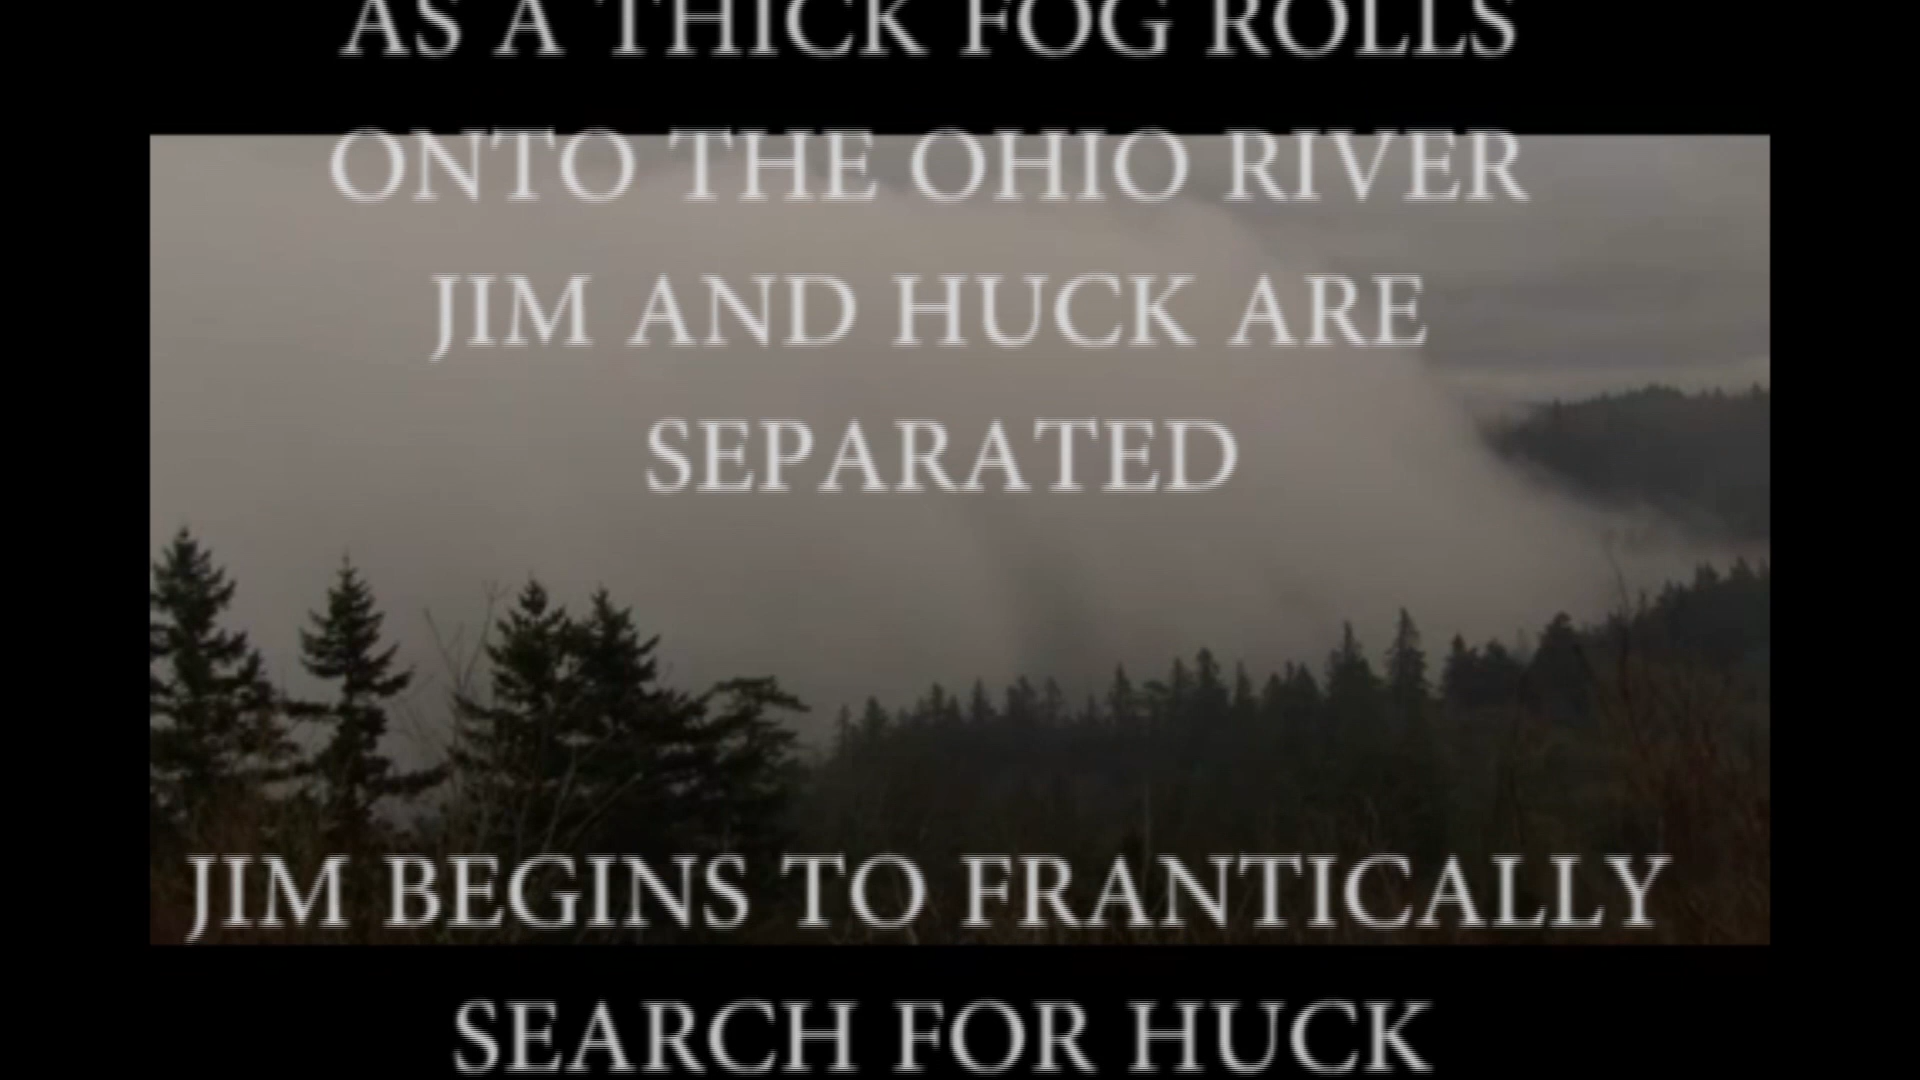 AS A THICK FOG ROLLS
ONTO THE OHIO RIVER
JIM AND HUCK ARE
SEPARATED
JIM BEGINS TO FRANTICALLY
SEARCH FOR HUCK